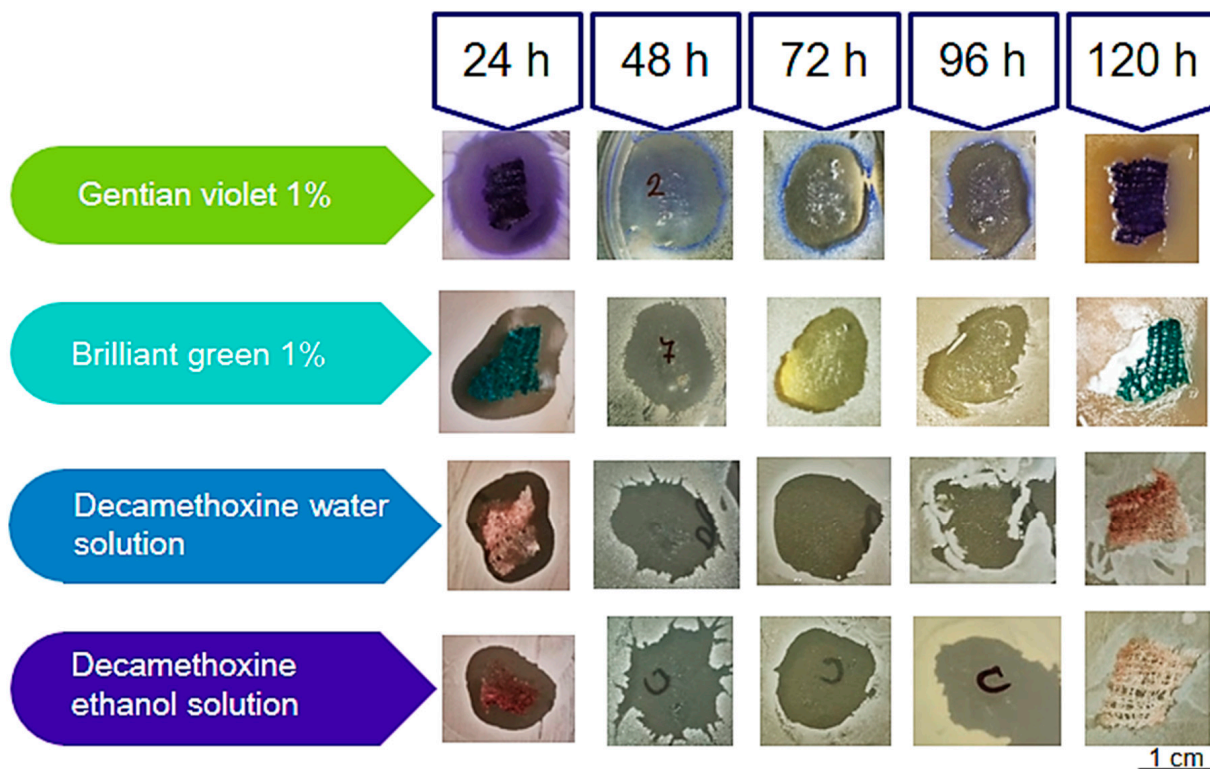 24 h 48 h 72 h 96 h 120 h
Gentian violet 1%
2
Brilliant green 1%
7
Decamethoxine water
solution
Decamethoxine
ethanol solution
C
1 cm